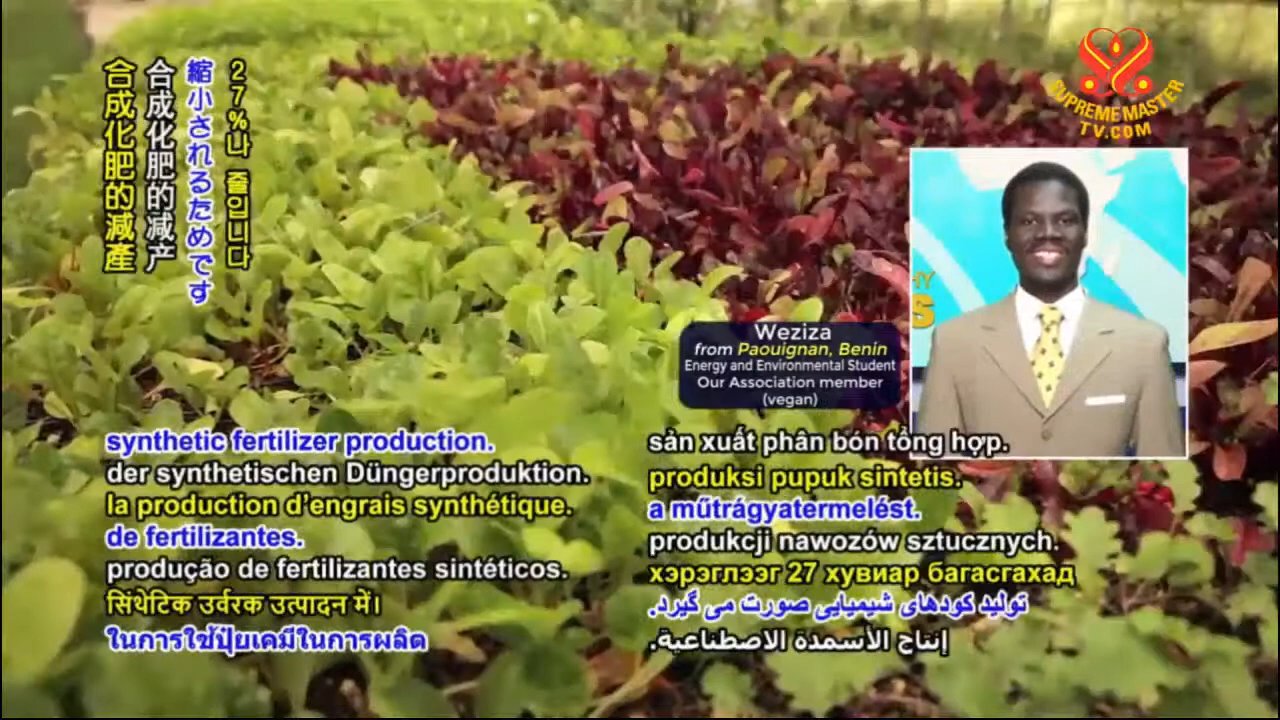 合成化肥的減產
合成化肥的减产
縮小されるためです
27%나 줄입니다
SUPREME MASTER
TV.COM
HY
S
Weziza
from Paouignan, Benin
Energy and Environmental Student
Our Association member
(vegan)
synthetic fertilizer production.
der synthetischen Düngerproduktion.
la production d’engrais synthétique.
de fertilizantes.
produção de fertilizantes sintéticos.
सिंथेटिक उर्वरक उत्पादन में।
ในการใช้ปุ๋ยเคมีในการผลิต
sản xuất phân bón tổng hợp.
produksi pupuk sintetis.
a műtrágyatermelést.
produkcji nawozów sztucznych.
хэрэглээг 27 хувиар багасгахад
تولید کودهای شیمیایی صورت می گیرد.
إنتاج الأسمدة الاصطناعية.